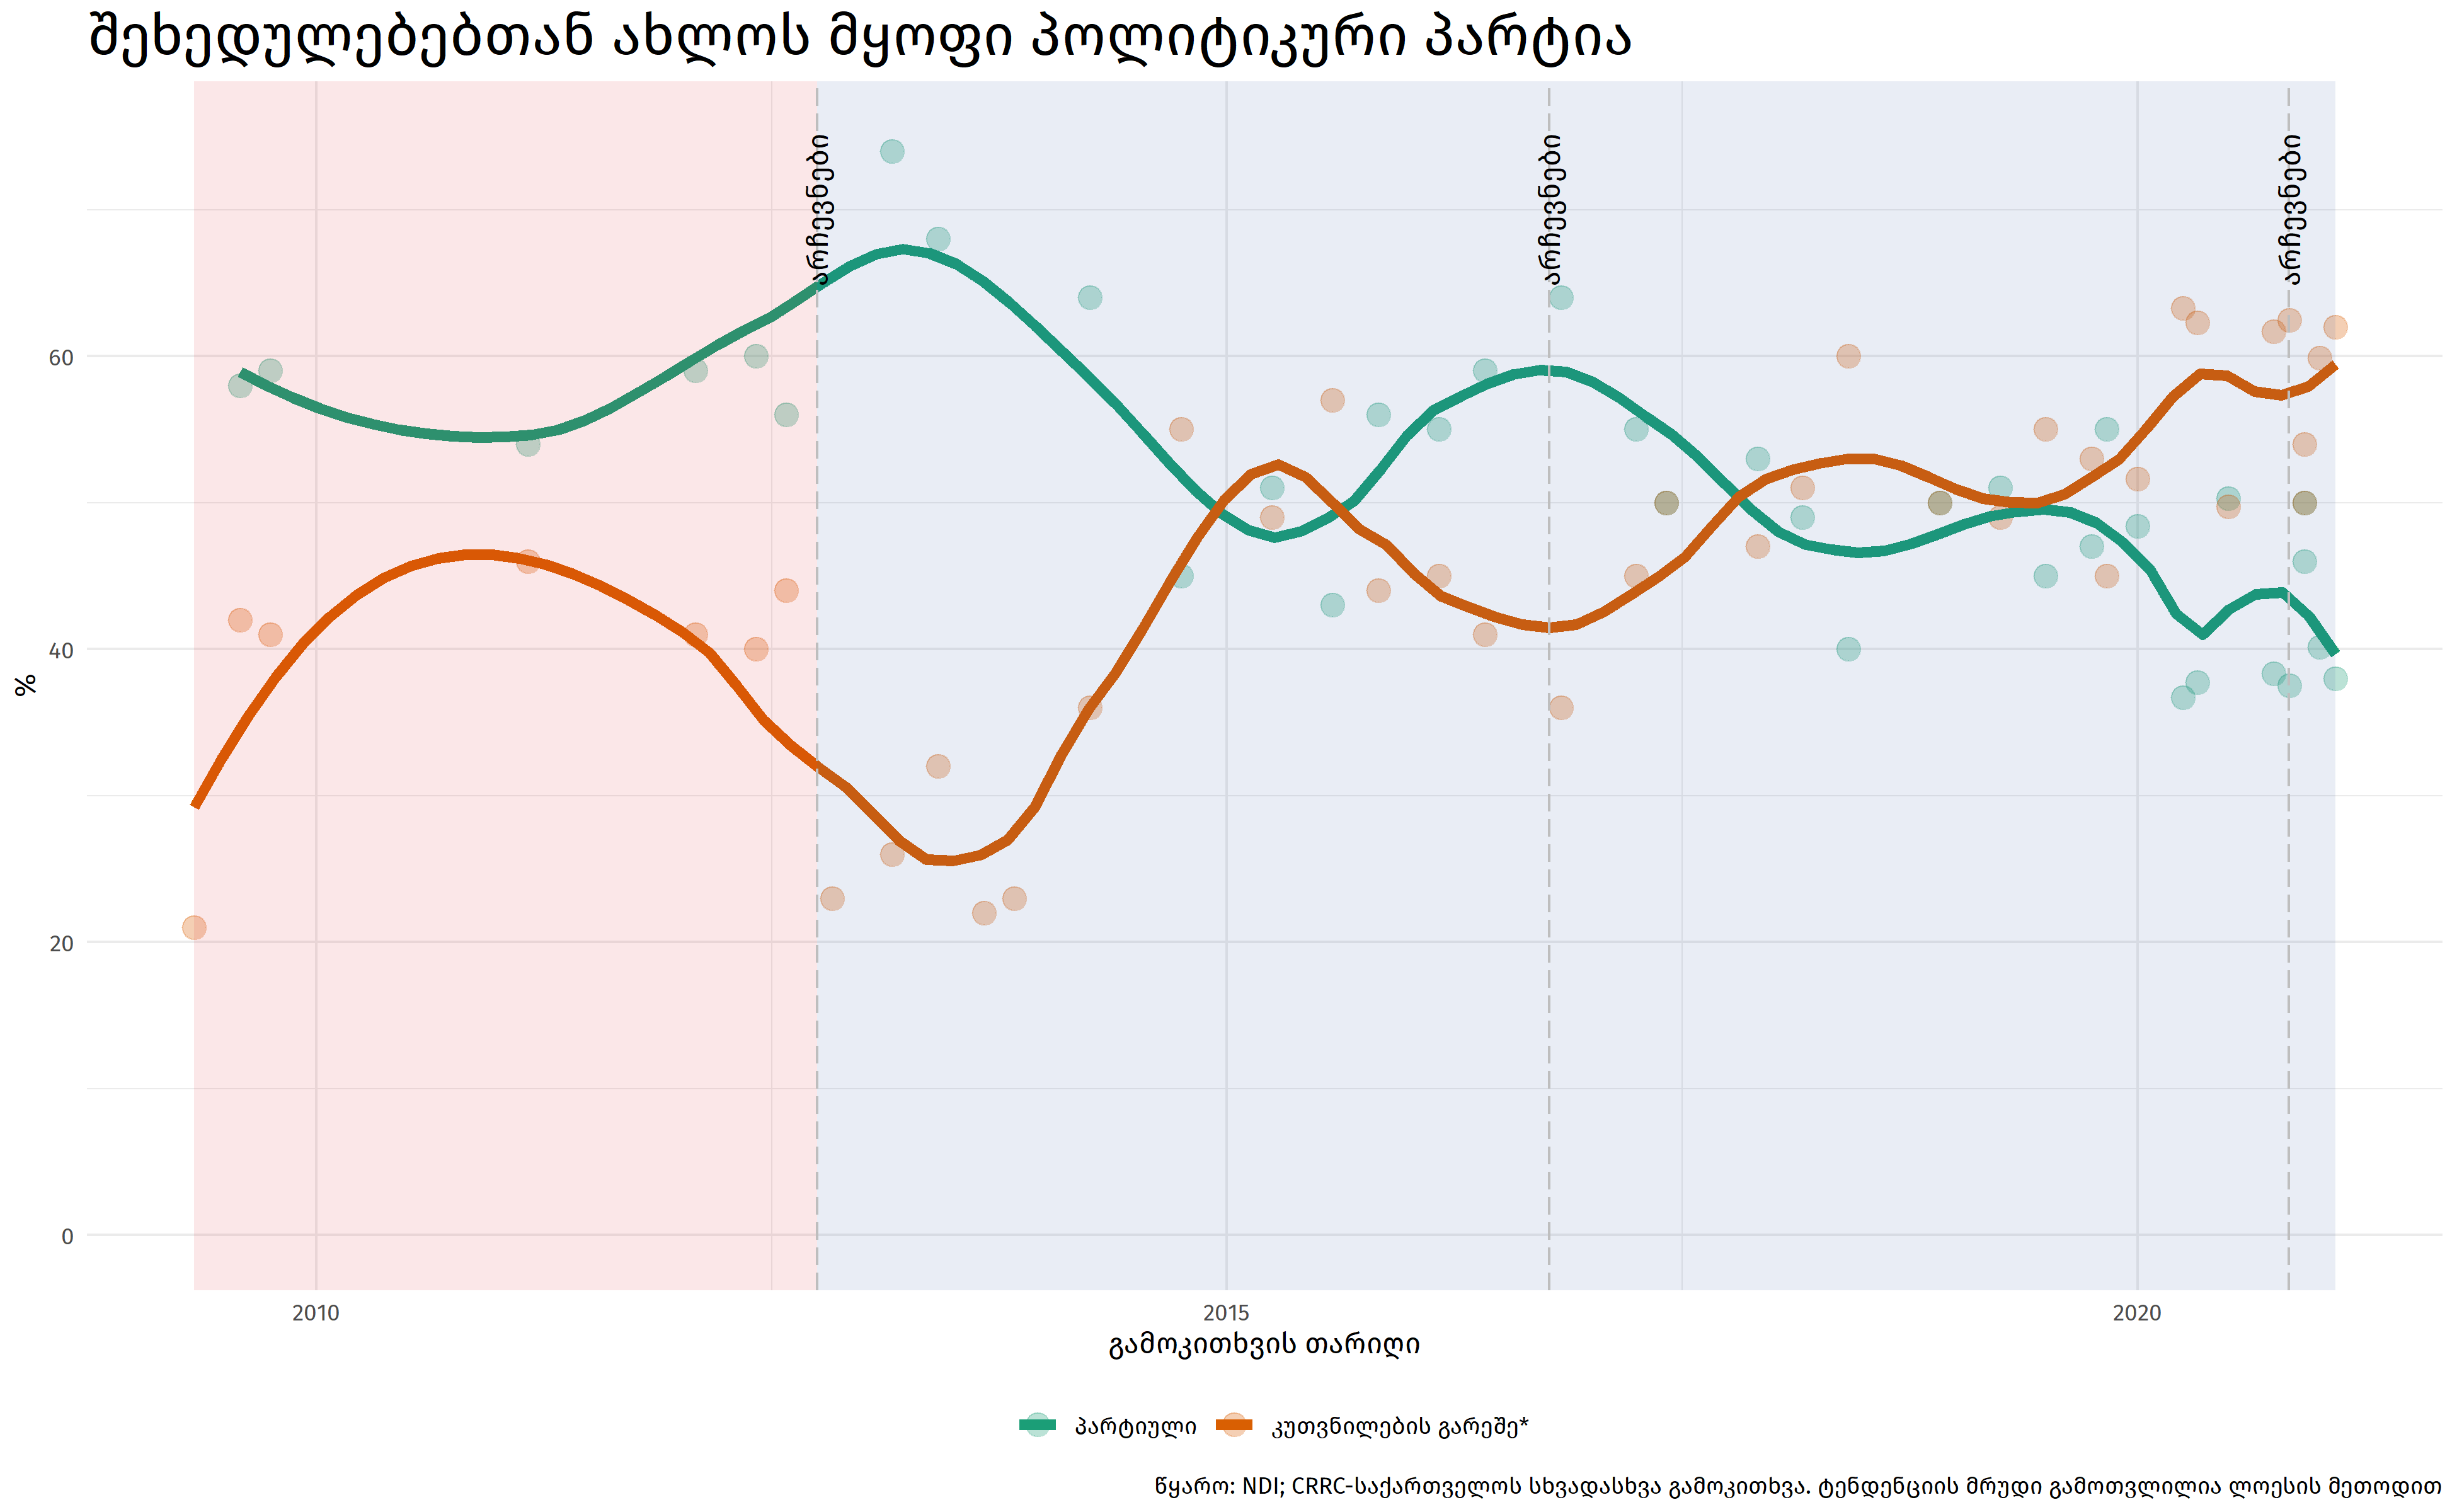 შეხედულებებთან ახლოს მყოფი პოლიტიკური პარტია
არჩევნები
არჩევნები
არჩევნები
%
60
40
20
0
2010
2015
2020
გამოკითხვის თარიღი
პარტიული
კუთვნილების გარეშე*
წყარო: NDI; CRRC-საქართველოს სხვადასხვა გამოკითხვა. ტენდენციის მრუდი გამოთვლილია ლოესის მეთოდით